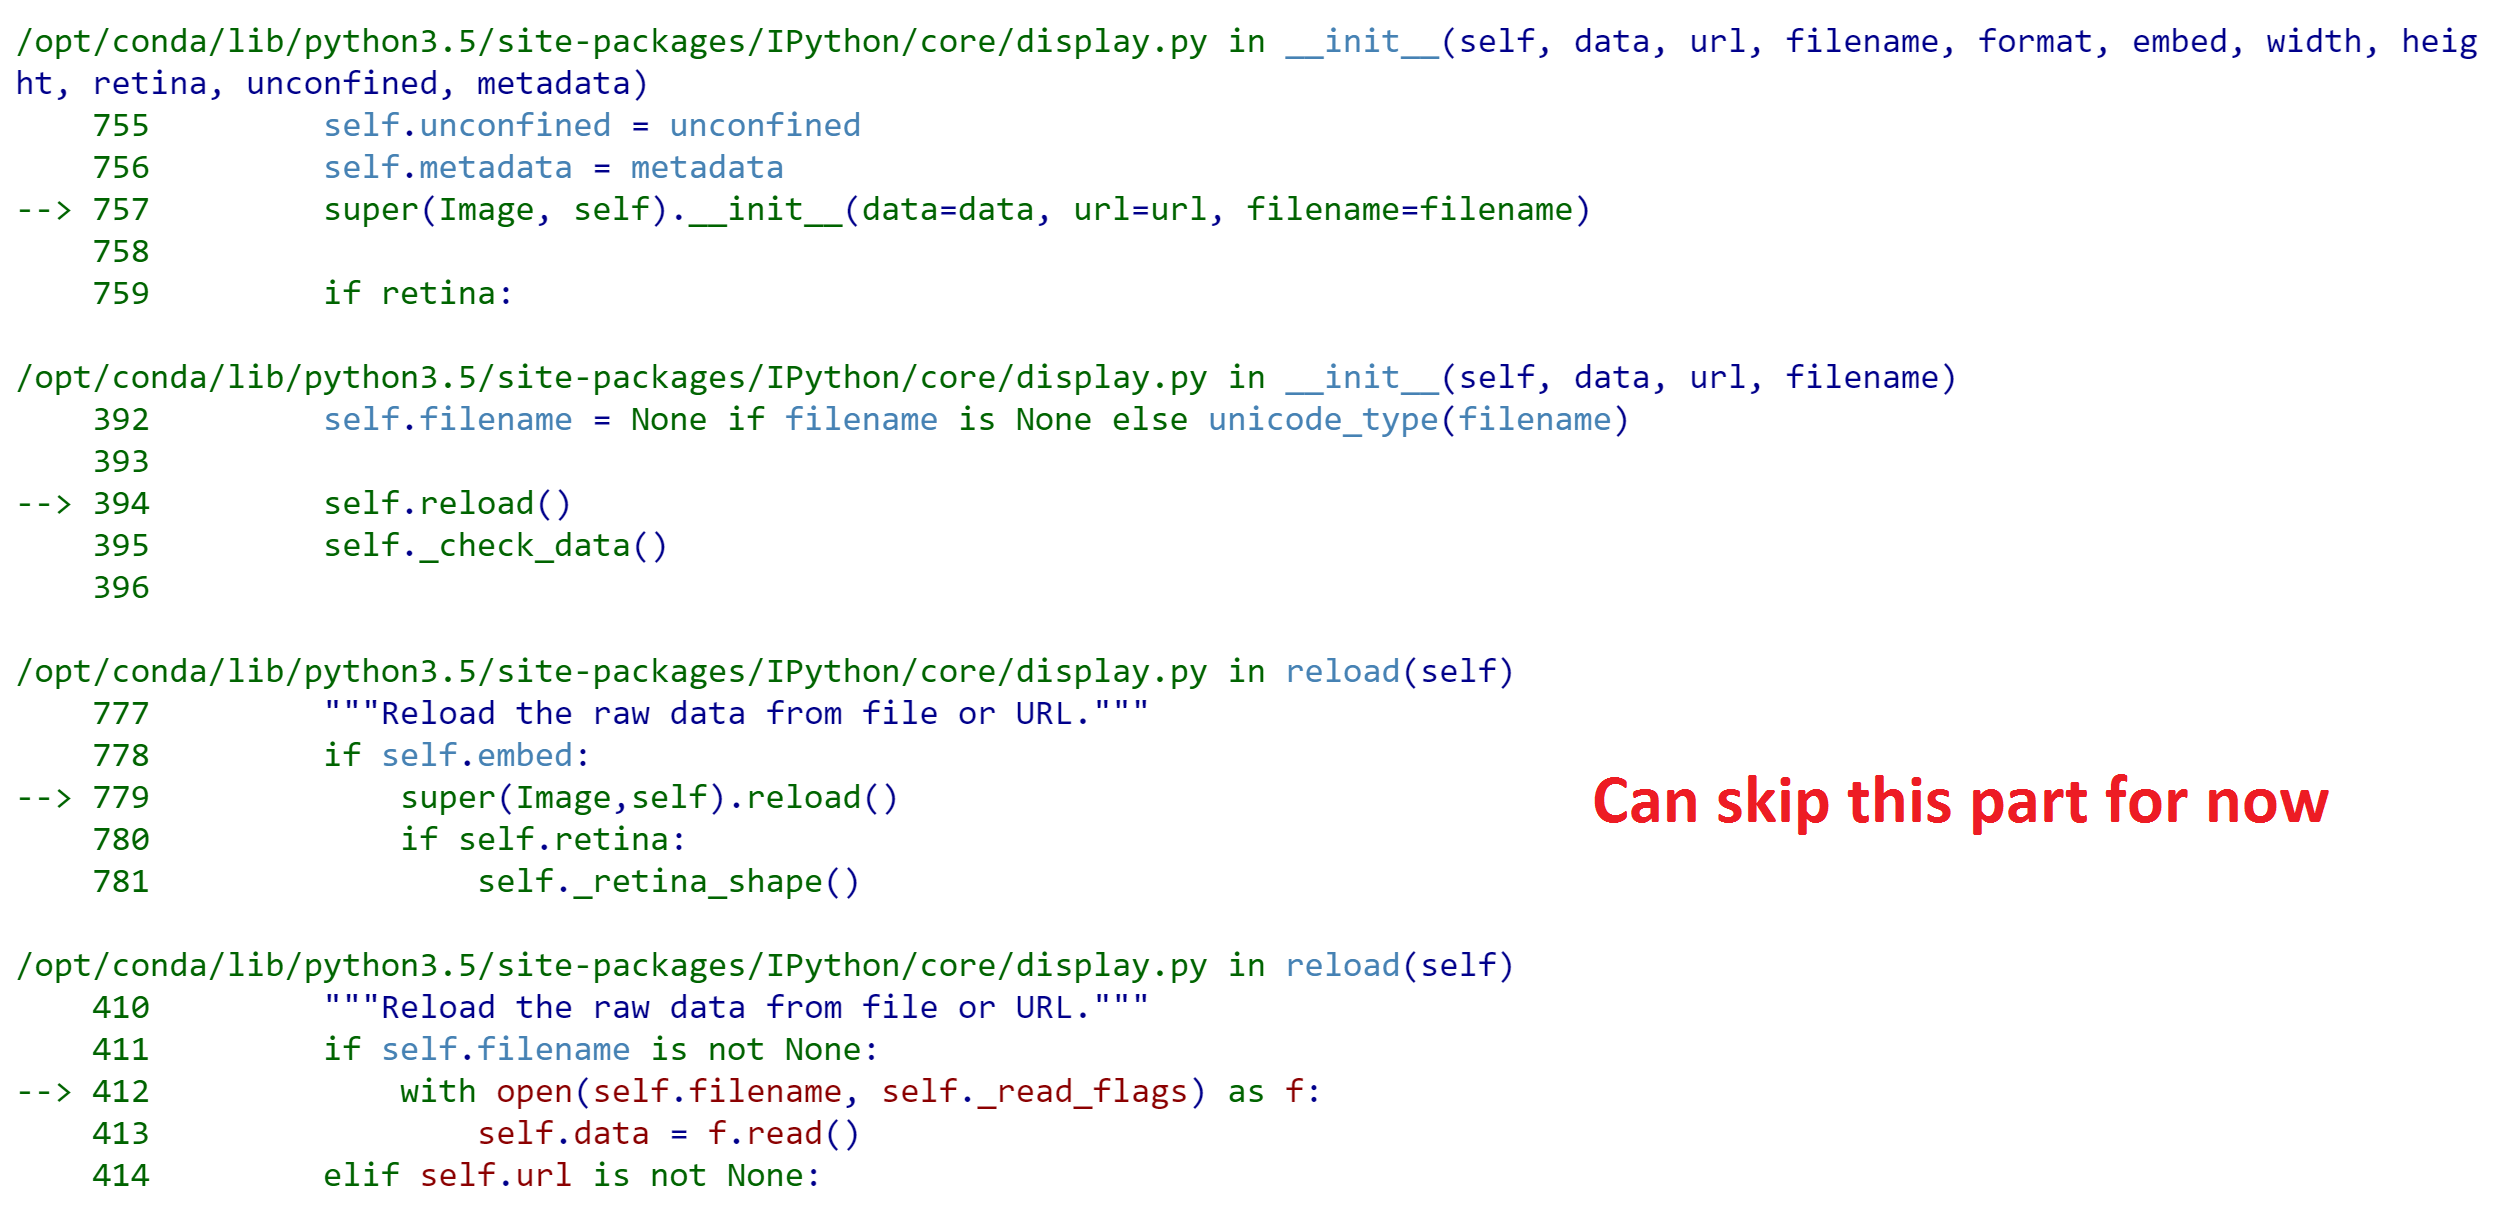 /opt/conda/lib/python3.5/site-packages/IPython/core/display.py in __init__(self, data, url, filename, format, embed, width, heig
ht, retina, unconfined, metadata)
    755         self.unconfined = unconfined
    756         self.metadata = metadata
--> 757         super(Image, self).__init__(data=data, url=url, filename=filename)
    758
    759         if retina:

/opt/conda/lib/python3.5/site-packages/IPython/core/display.py in __init__(self, data, url, filename)
    392         self.filename = None if filename is None else unicode_type(filename)
    393
--> 394         self.reload()
    395         self._check_data()
    396

/opt/conda/lib/python3.5/site-packages/IPython/core/display.py in reload(self)
    777         """Reload the raw data from file or URL."""
    778         if self.embed:
--> 779             super(Image,self).reload()
    780             if self.retina:
    781                 self._retina_shape()
Can skip this part for now

/opt/conda/lib/python3.5/site-packages/IPython/core/display.py in reload(self)
    410         """Reload the raw data from file or URL."""
    411         if self.filename is not None:
--> 412             with open(self.filename, self._read_flags) as f:
    413                 self.data = f.read()
    414         elif self.url is not None: